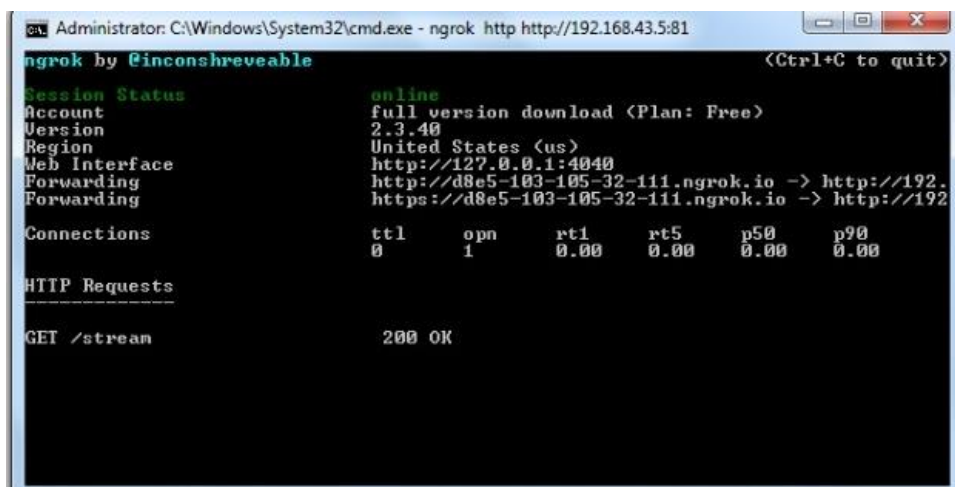 Administrator: C:\Windows\System32\cmd.exe - ngrok http http://192.168.43.5:81
ngrok by @inconshreveable (Ctrl+C to quit)
Session Status online
Account full version download (Plan: Free)
Version 2.3.40
Region United States (us)
Web Interface http://127.0.0.1:4040
Forwarding http://d8e5-103-105-32-111.ngrok.io -> http://192.
Forwarding https://d8e5-103-105-32-111.ngrok.io -> http://192
Connections ttl opn rt1 rt5 p50 p90
0 1 0.00 0.00 0.00 0.00
HTTP Requests
-------------
GET /stream 200 OK